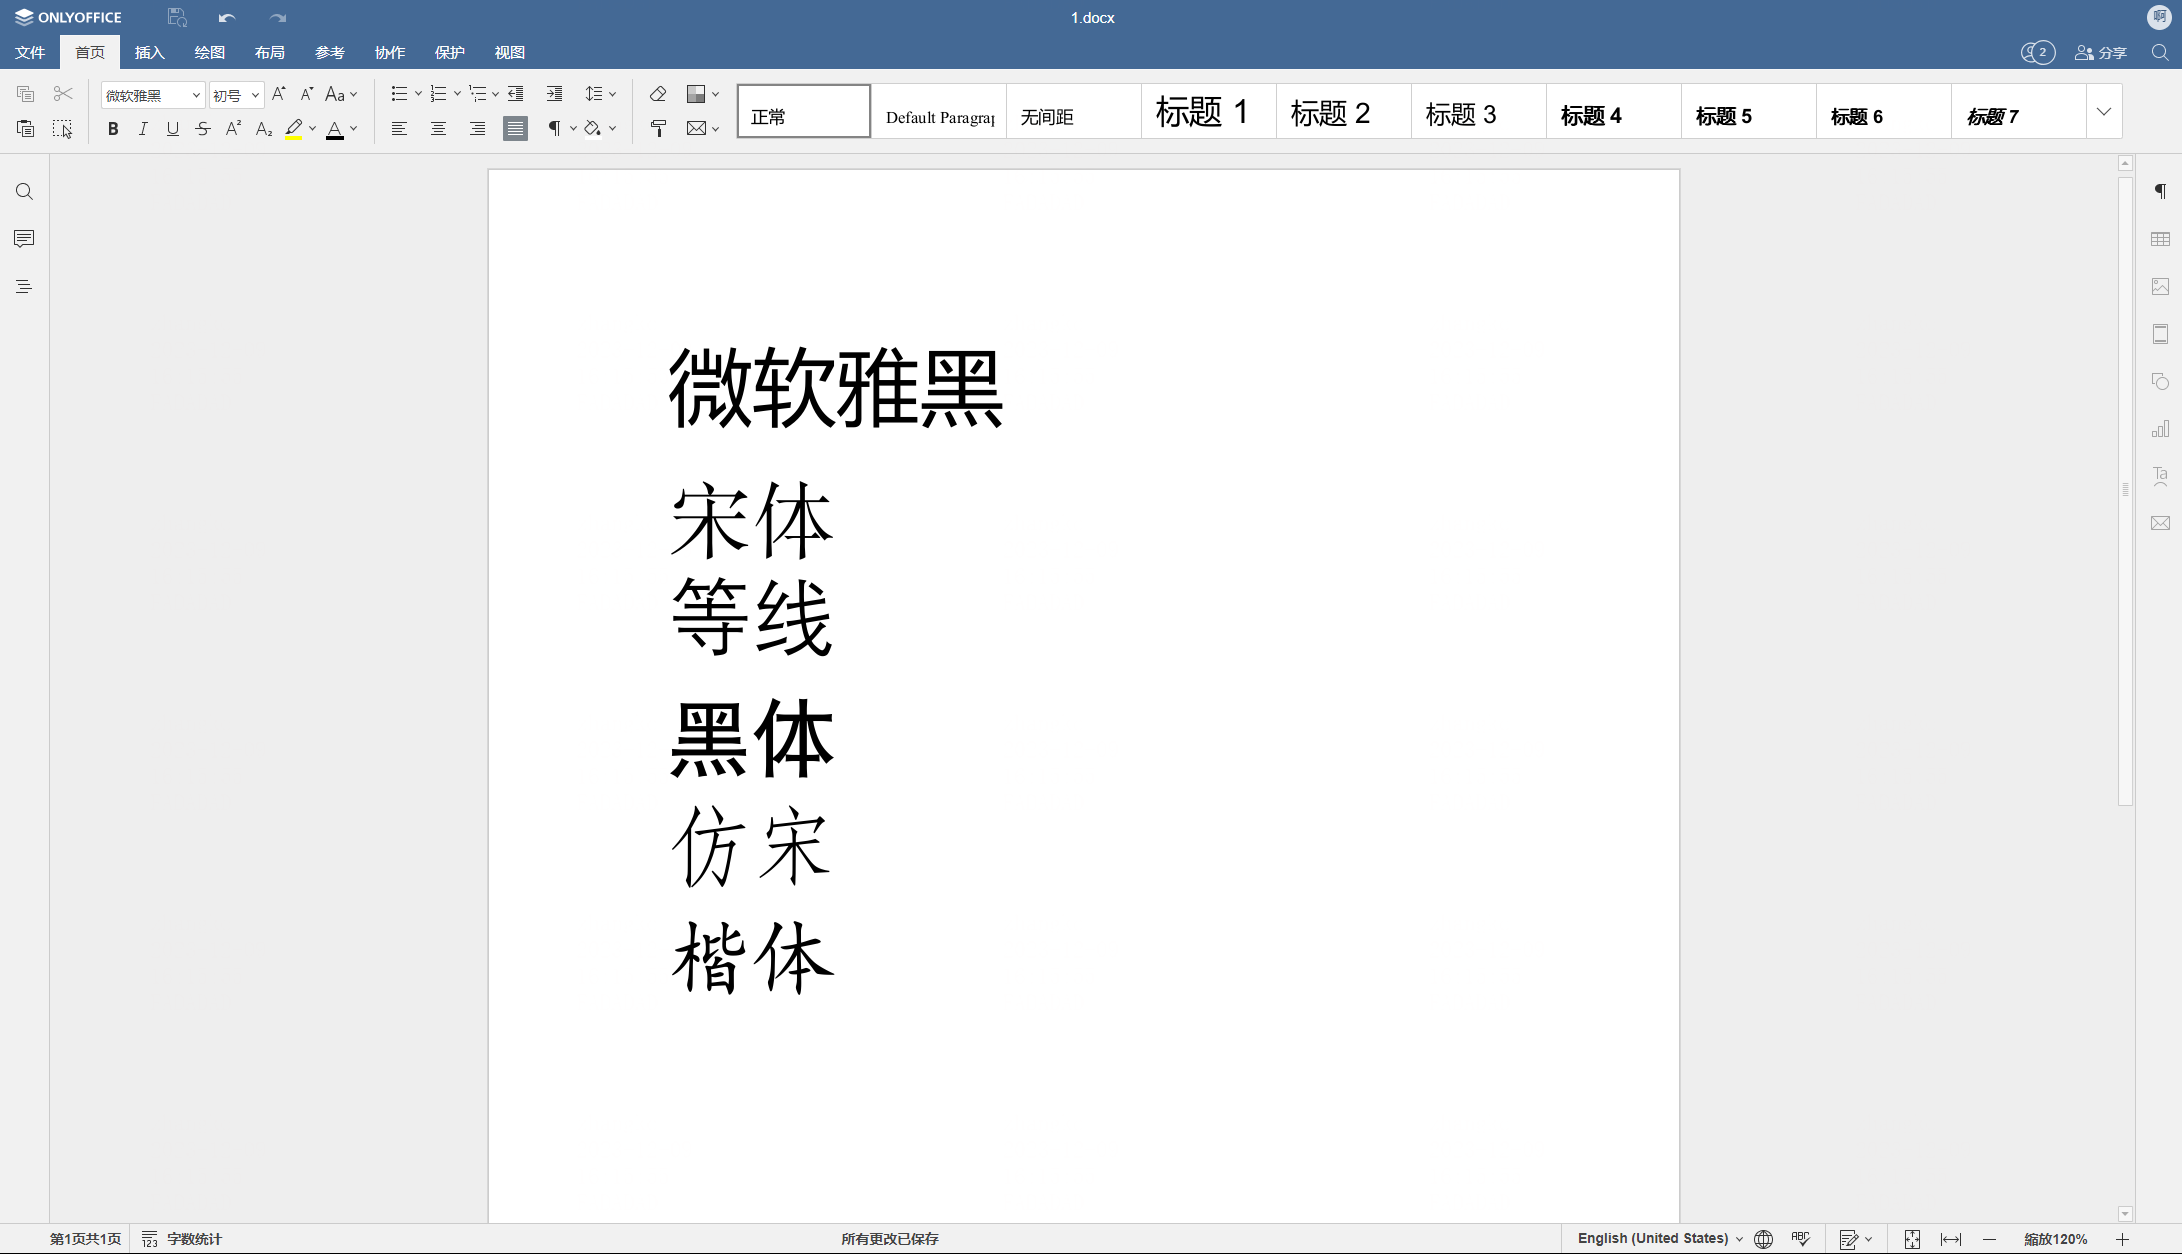 ONLYOFFICE
1.docx
啊
文件 首页 插入 绘图 布局 参考 协作 保护 视图
2 分享
微软雅黑 初号 Aa
正常 Default Paragra 无间距 标题 1 标题 2 标题 3 标题 4 标题 5 标题 6 标题 7
微软雅黑
宋体
等线
黑体
仿宋
楷体
第1页共1页 字数统计 所有更改已保存 English (United States) 缩放120%